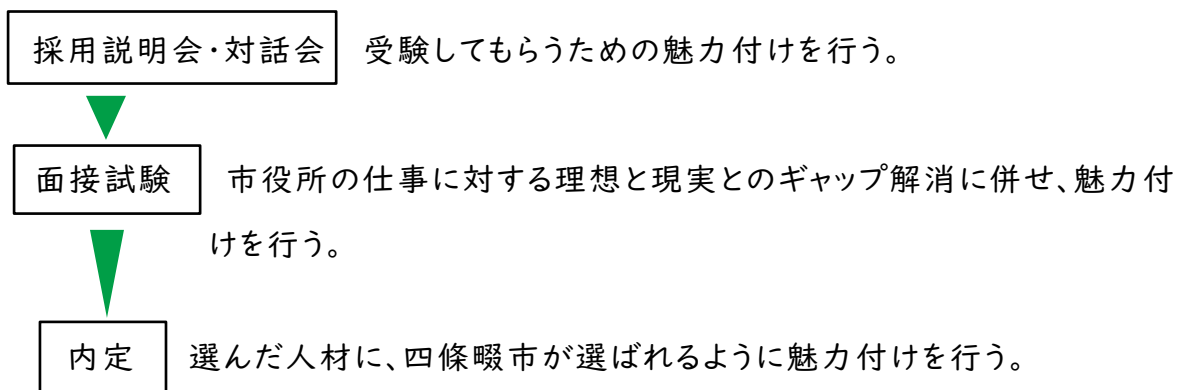 採用説明会・対話会 受験してもらうための魅力付けを行う。
面接試験 市役所の仕事に対する理想と現実とのギャップ解消に併せ、魅力付
けを行う。
内定 選んだ人材に、四條畷市が選ばれるように魅力付けを行う。